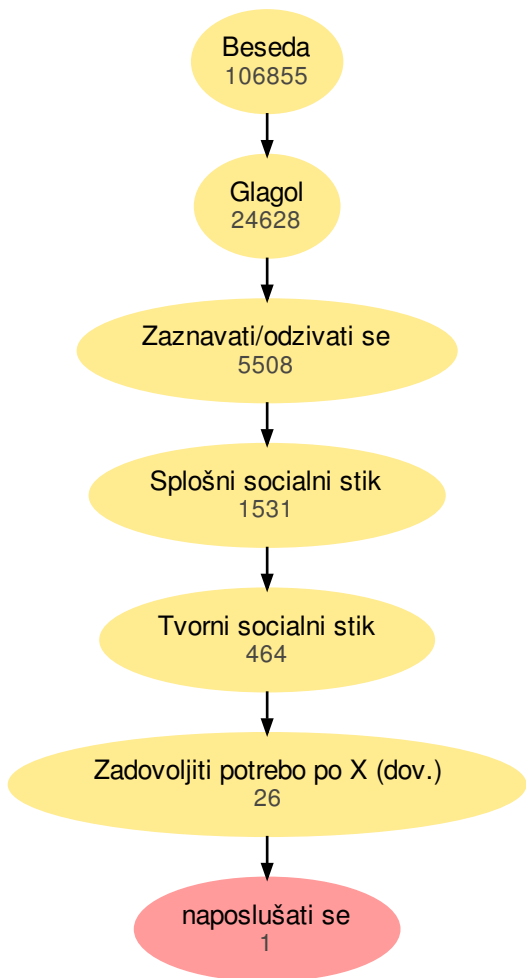 Beseda
106855
Glagol
24628
Zaznavati/odzivati se
5508
Splošni socialni stik
1531
Tvorni socialni stik
464
Zadovoljiti potrebo po X (dov.)
26
naposlušati se
1